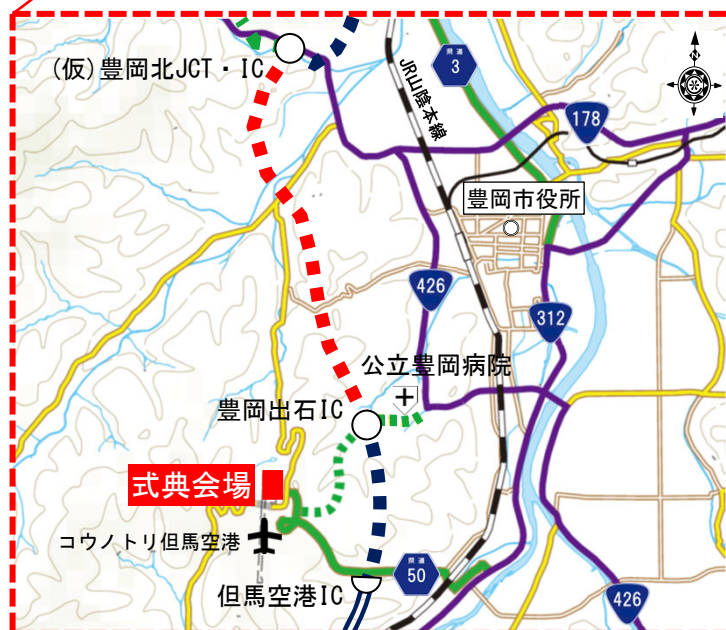 (仮)豊岡北JCT・IC
JR山陰本線
県道
3
N
178
豊岡市役所
426
312
公立豊岡病院
豊岡出石IC
式典会場
コウノトリ但馬空港
県道
50
但馬空港IC
426